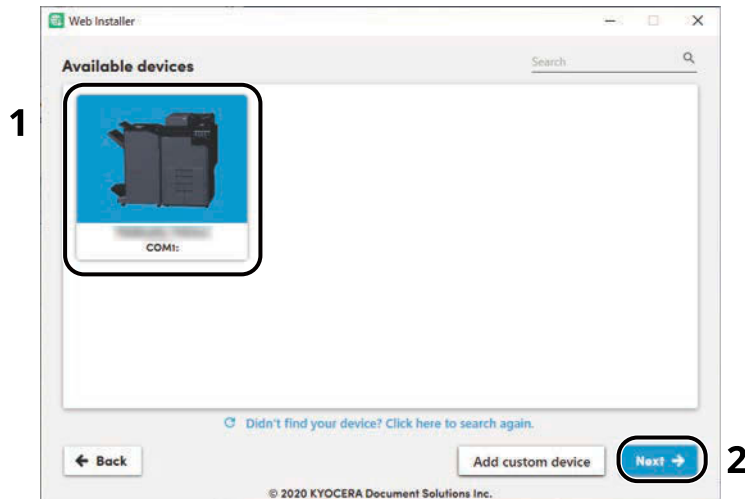 Web Installer
Available devices
Search
1
COM1:
Didn't find your device? Click here to search again.
Back
Add custom device
Next
2
© 2020 KYOCERA Document Solutions Inc.